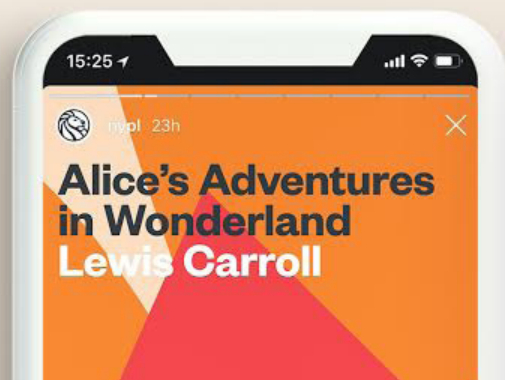 15:25
nypl 23h
Alice's Adventures
in Wonderland
Lewis Carroll